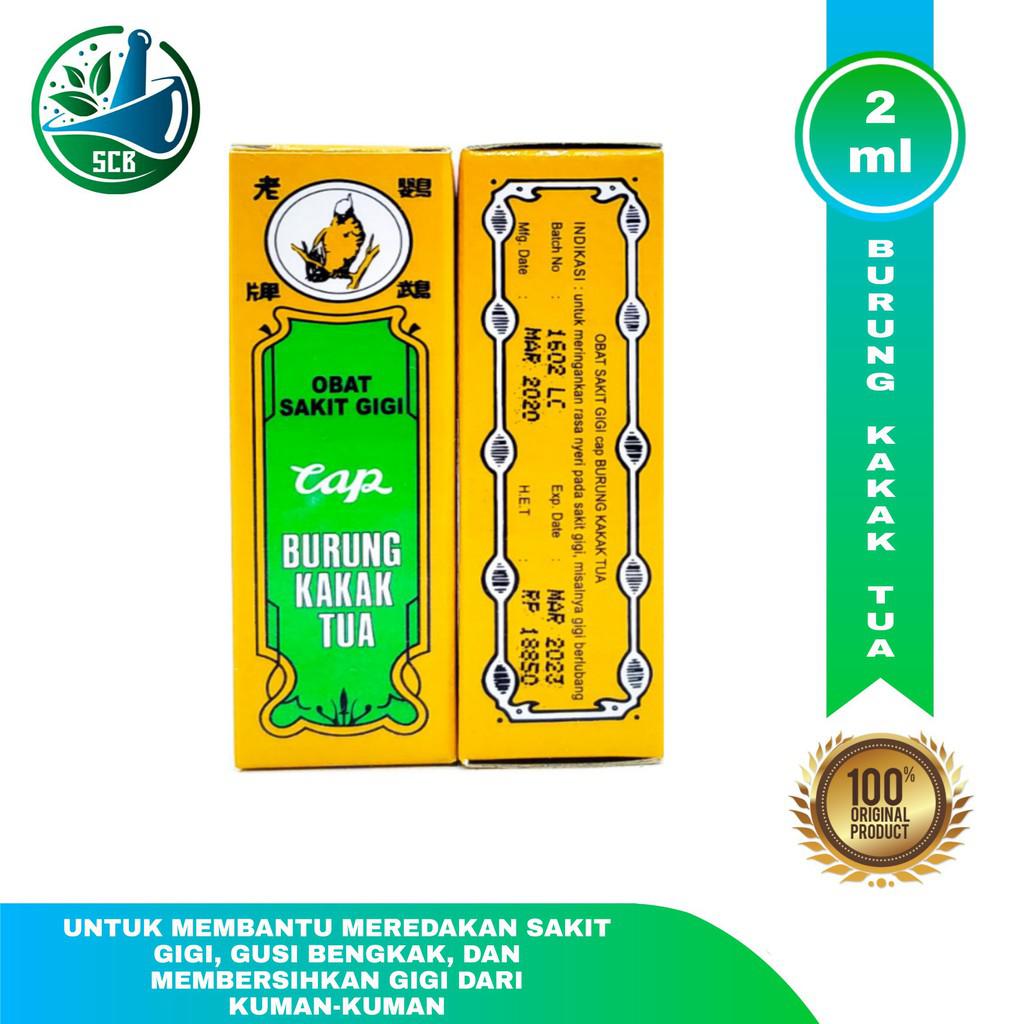 SCB
2
ml
BURUNG KAKAK TUA
老 鸚
牌 鵡
OBAT
SAKIT GIGI
Cap
BURUNG
KAKAK
TUA
OBAT SAKIT GIGI cap BURUNG KAKAK TUA
INDIKASI : untuk meringankan rasa nyeri pada sakit gigi, misalnya gigi berlubang
Batch No : 1602 LC Exp. Date : MAR 2023
Mfg. Date : MAR 2020 H.E.T : RP 18850
100%
ORIGINAL
PRODUCT
UNTUK MEMBANTU MEREDAKAN SAKIT
GIGI, GUSI BENGKAK, DAN
MEMBERSIHKAN GIGI DARI
KUMAN-KUMAN